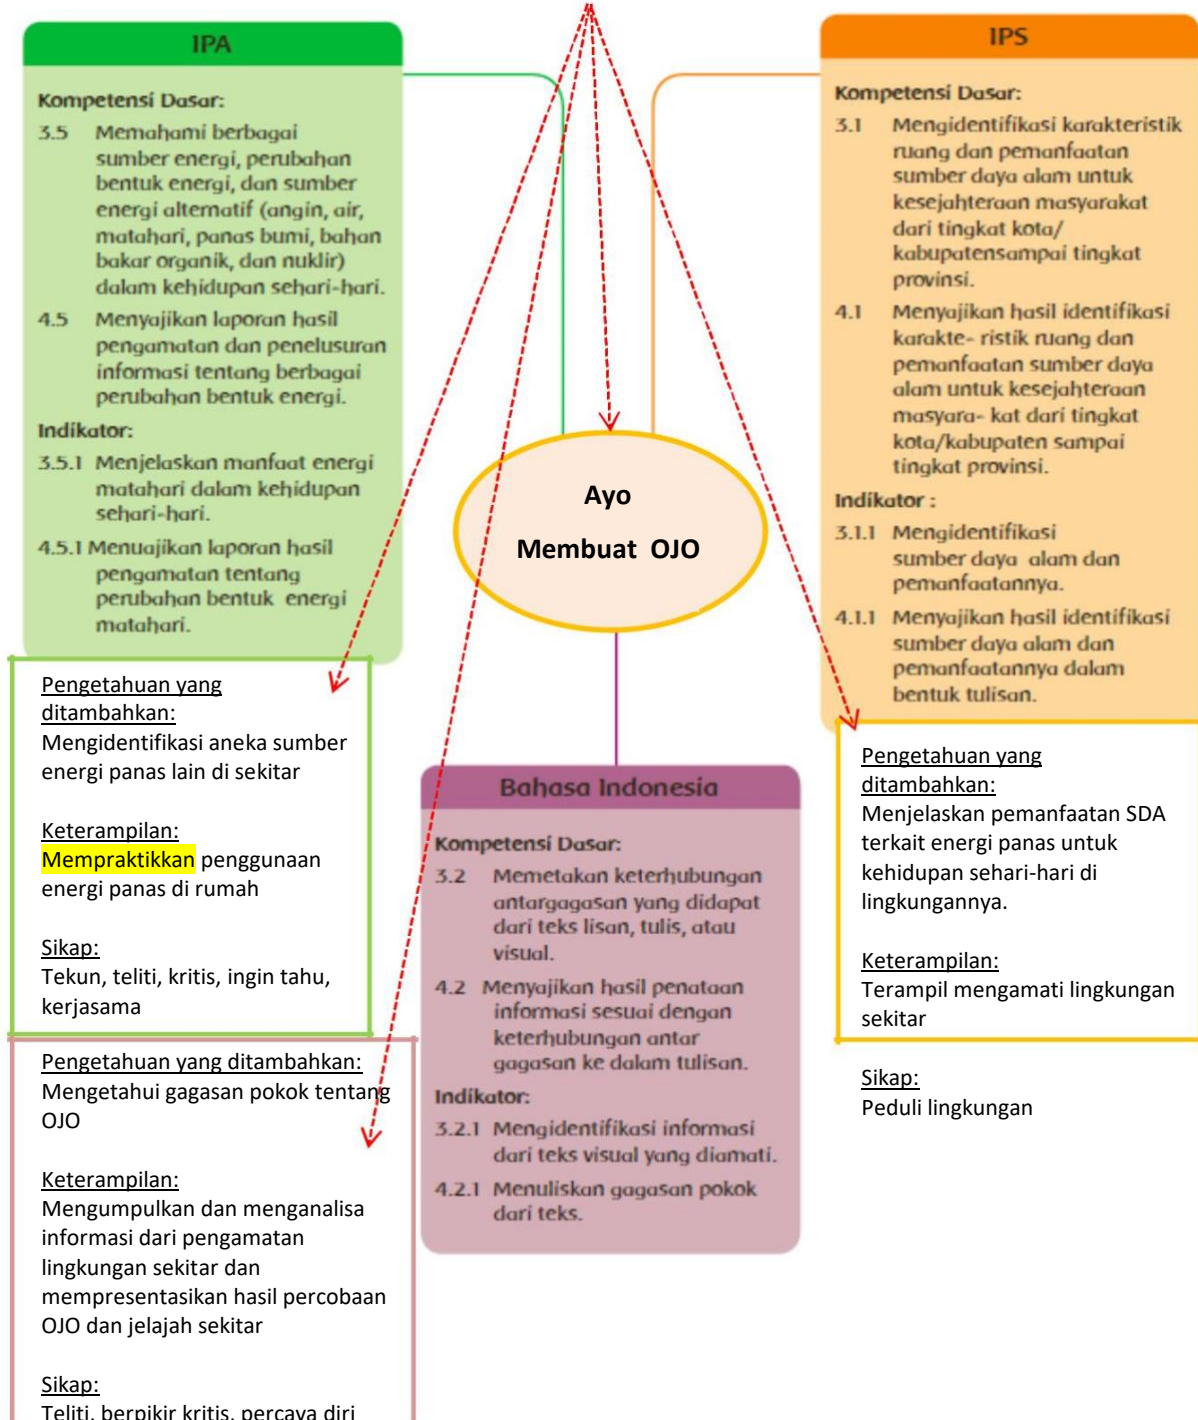 IPA
Kompetensi Dasar:
3.5 Memahami berbagai
sumber energi, perubahan
bentuk energi, dan sumber
energi alternatif (angin, air,
matahari, panas bumi, bahan
bakar organik, dan nuklir)
dalam kehidupan sehari-hari.
4.5 Menyajikan laporan hasil
pengamatan dan penelusuran
informasi tentang berbagai
perubahan bentuk energi.
Indikator:
3.5.1 Menjelaskan manfaat energi
matahari dalam kehidupan
sehari-hari.
4.5.1 Menuajikan laporan hasil
pengamatan tentang
perubahan bentuk energi
matahari.
Pengetahuan yang
ditambahkan:
Mengidentifikasi aneka sumber
energi panas lain di sekitar
Keterampilan:
Mempraktikkan penggunaan
energi panas di rumah
Sikap:
Tekun, teliti, kritis, ingin tahu,
kerjasama
Pengetahuan yang ditambahkan:
Mengetahui gagasan pokok tentang
OJO
Keterampilan:
Mengumpulkan dan menganalisa
informasi dari pengamatan
lingkungan sekitar dan
mempresentasikan hasil percobaan
OJO dan jelajah sekitar
Sikap:
Teliti, berpikir kritis, percaya diri
Ayo
Membuat OJO
Bahasa Indonesia
Kompetensi Dasar:
3.2 Memetakan keterhubungan
antargagasan yang didapat
dari teks lisan, tulis, atau
visual.
4.2 Menyajikan hasil penataan
informasi sesuai dengan
keterhubungan antar
gagasan ke dalam tulisan.
Indikator:
3.2.1 Mengidentifikasi informasi
dari teks visual yang diamati.
4.2.1 Menuliskan gagasan pokok
dari teks.
IPS
Kompetensi Dasar:
3.1 Mengidentifikasi karakteristik
ruang dan pemanfaatan
sumber daya alam untuk
kesejahteraan masyarakat
dari tingkat kota/
kabupatensampai tingkat
provinsi.
4.1 Menyajikan hasil identifikasi
karakte- ristik ruang dan
pemanfaatan sumber daya
alam untuk kesejahteraan
masyara- kat dari tingkat
kota/kabupaten sampai
tingkat provinsi.
Indikator :
3.1.1 Mengidentifikasi
sumber daya alam dan
pemanfaatannya.
4.1.1 Menyajikan hasil identifikasi
sumber daya alam dan
pemanfaatannya dalam
bentuk tulisan.
Pengetahuan yang
ditambahkan:
Menjelaskan pemanfaatan SDA
terkait energi panas untuk
kehidupan sehari-hari di
lingkungannya.
Keterampilan:
Terampil mengamati lingkungan
sekitar
Sikap:
Peduli lingkungan